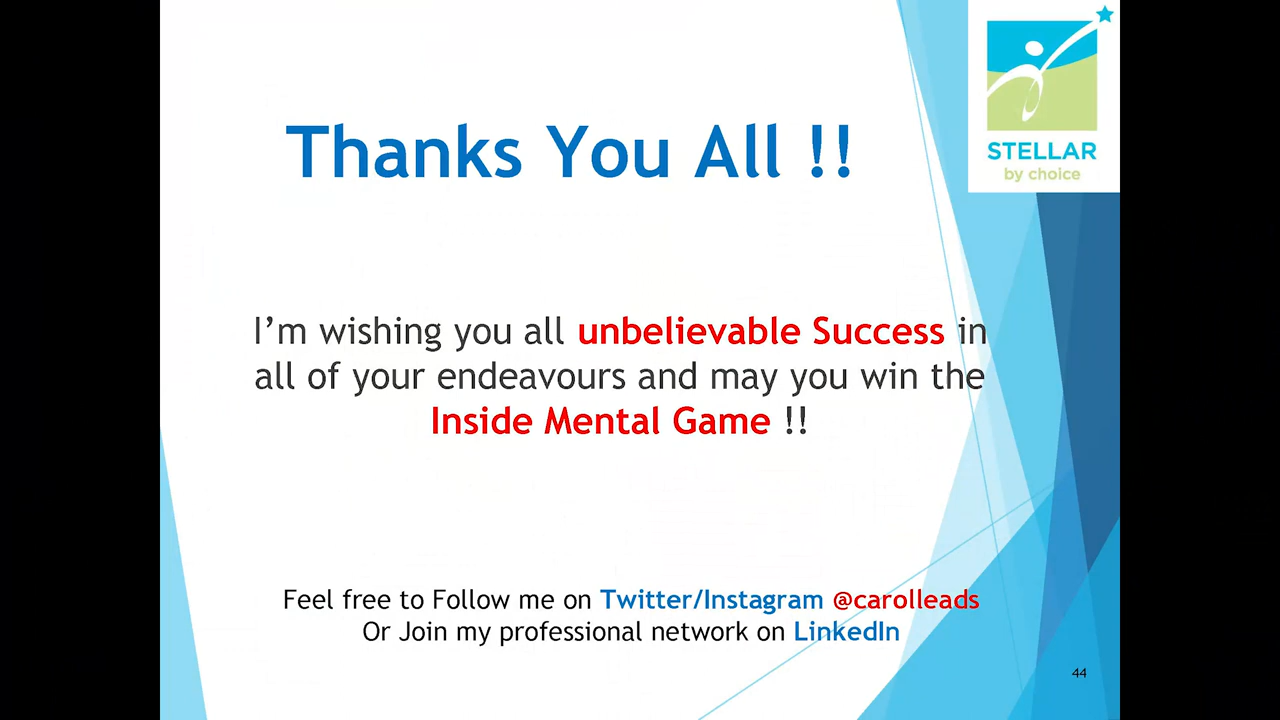 STELLAR
by choice
Thanks You All !!
I'm wishing you all unbelievable Success in
all of your endeavours and may you win the
Inside Mental Game !!
Feel free to Follow me on Twitter/Instagram @carolleads
Or Join my professional network on LinkedIn
44